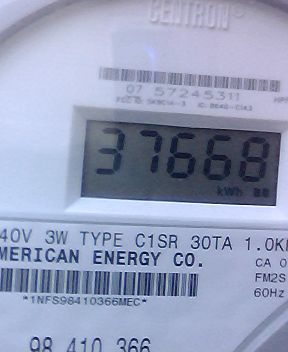 CENTRON®
07 57245311
37668
kWh
40V 3W TYPE C1SR 30TA 1.0K
MERICAN ENERGY CO.
CA 0
FM2S
60Hz
*1NFS98410366MEC*
98 410 366